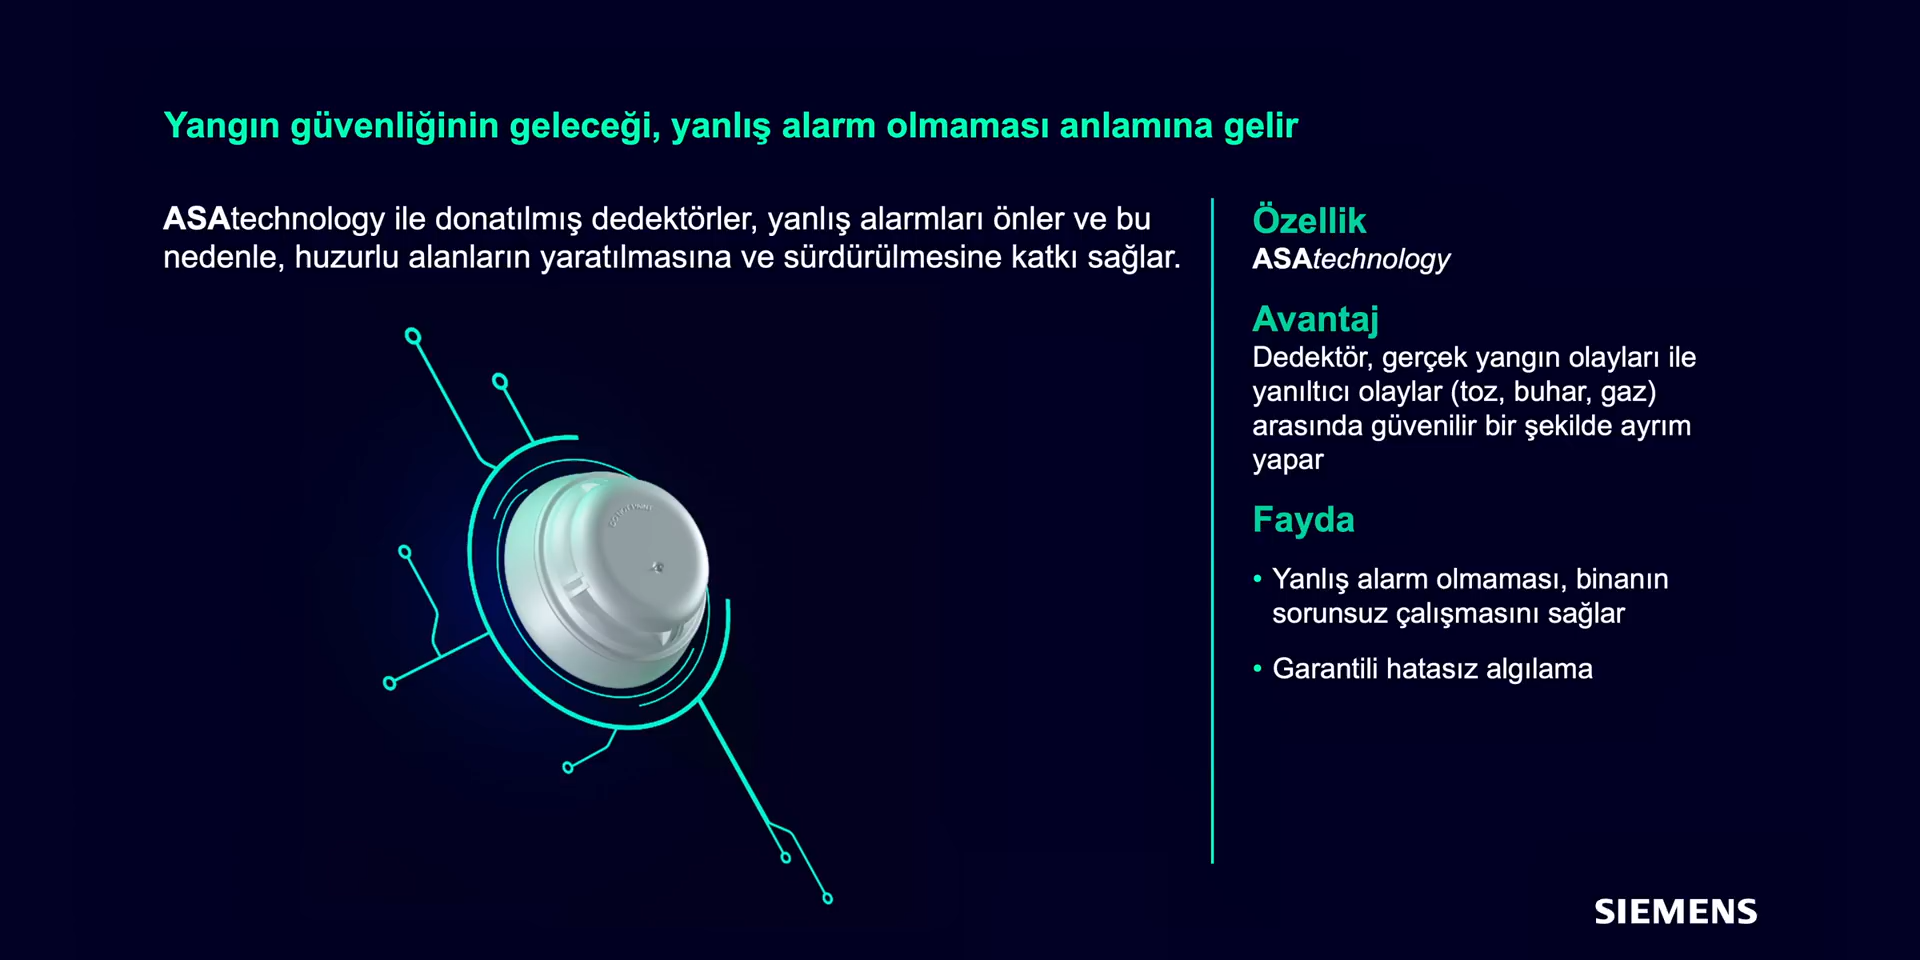 Yangın güvenliğinin geleceği, yanlış alarm olmaması anlamına gelir
ASAtechnology ile donatılmış dedektörler, yanlış alarmları önler ve bu
nedenle, huzurlu alanların yaratılmasına ve sürdürülmesine katkı sağlar.
Özellik
ASAtechnology
Avantaj
Dedektör, gerçek yangın olayları ile
yanıltıcı olaylar (toz, buhar, gaz)
arasında güvenilir bir şekilde ayrım
yapar
Fayda
• Yanlış alarm olmaması, binanın
sorunsuz çalışmasını sağlar
• Garantili hatasız algılama
SIEMENS